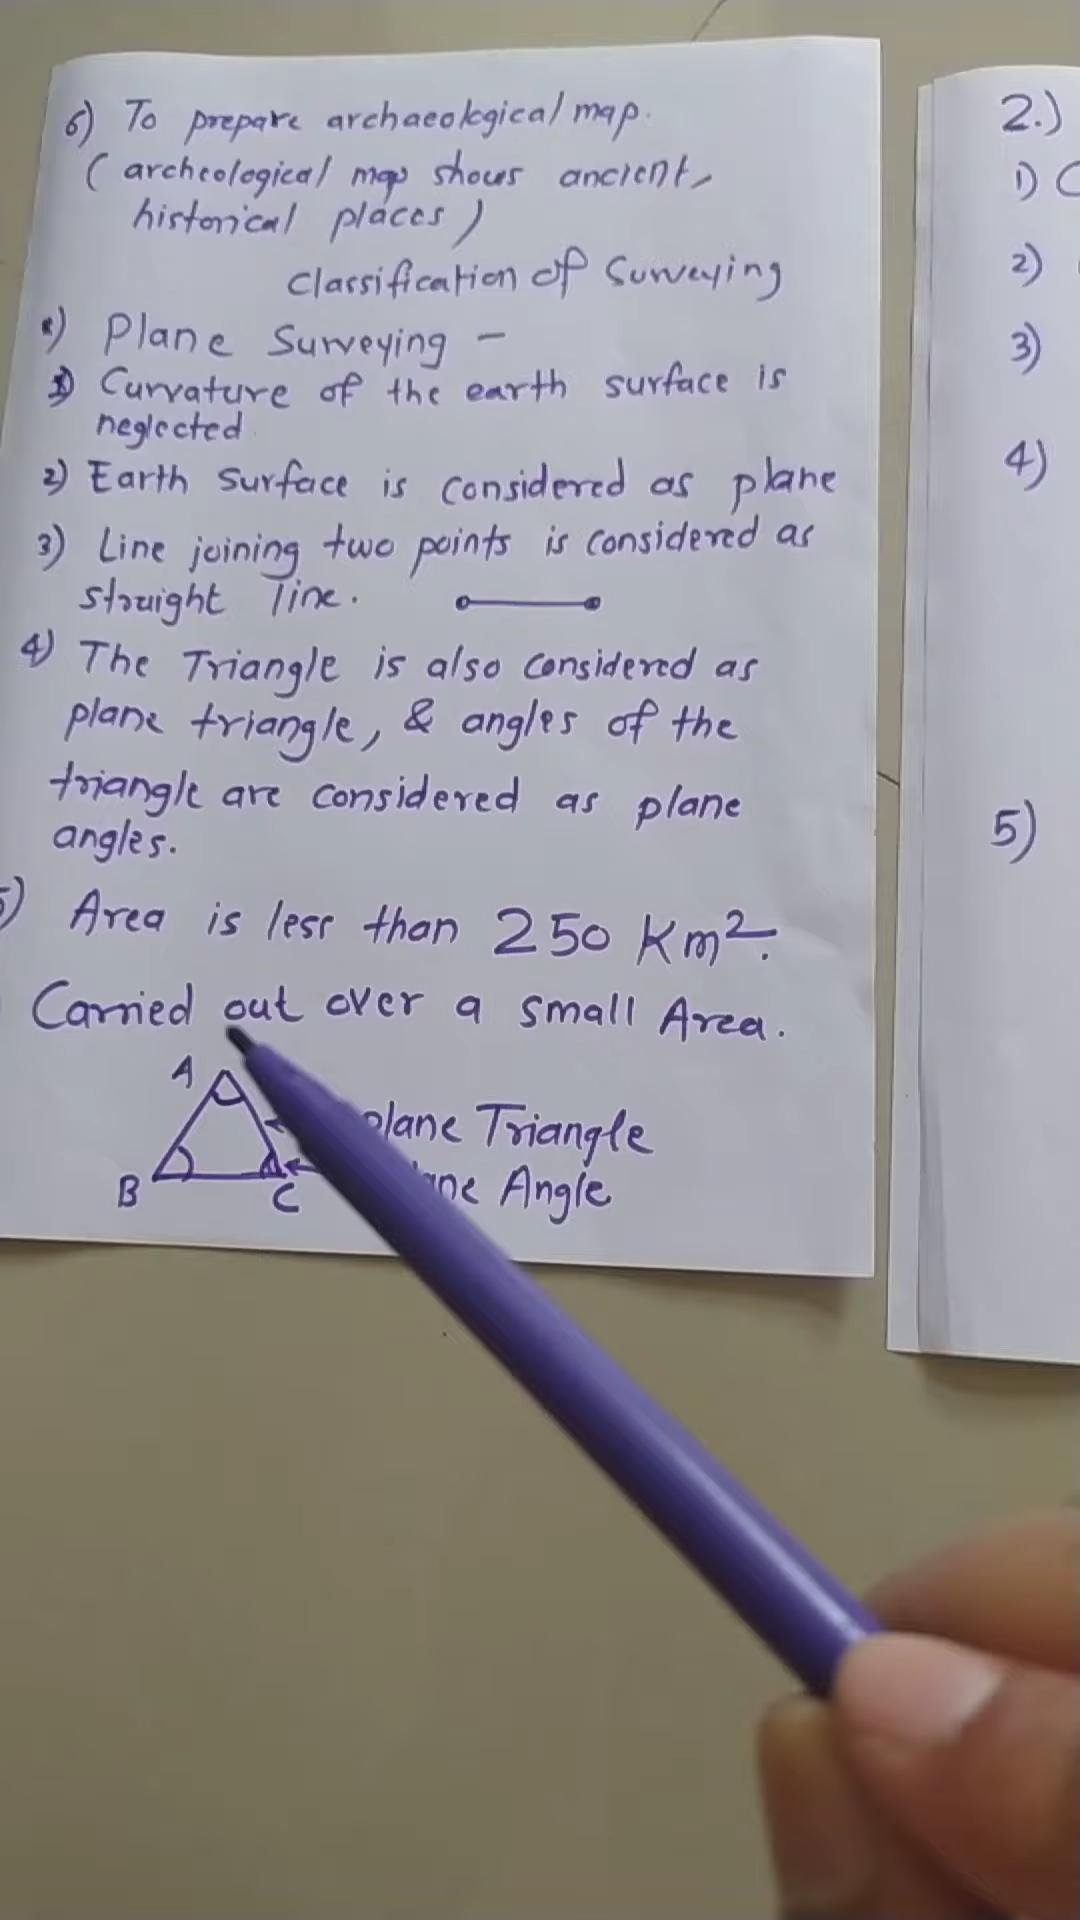 6) To prepare archaeological map.
( archeological map shows ancient,
historical places )
Classification of Surveying
1) Plane Surveying -
1) Curvature of the earth surface is
neglected
2) Earth Surface is considered as plane
3) Line joining two points is considered as
straight line.
4) The Triangle is also considered as
plane triangle, & angles of the
triangle are considered as plane
angles.
5) Area is less than 250 Km².
Carried out over a small Area.
A
plane Triangle
B
C
Angle
2.)
1)
2)
3)
4)
5)